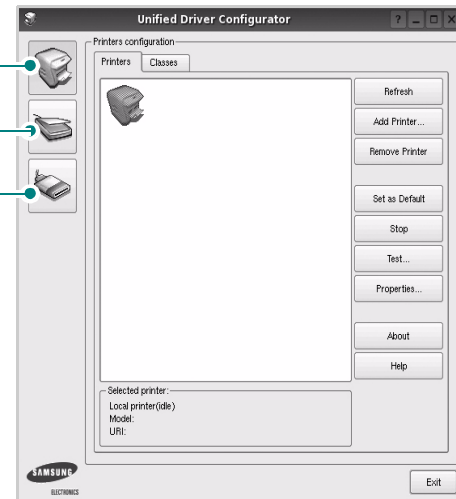 Unified Driver Configurator
Printers configuration
Printers
Classes
Refresh
Add Printer...
Remove Printer
Set as Default
Stop
Test...
Properties...
About
Help
Selected printer:
Local printer(idle)
Model:
URI:
SAMSUNG
ELECTRONICS
Exit